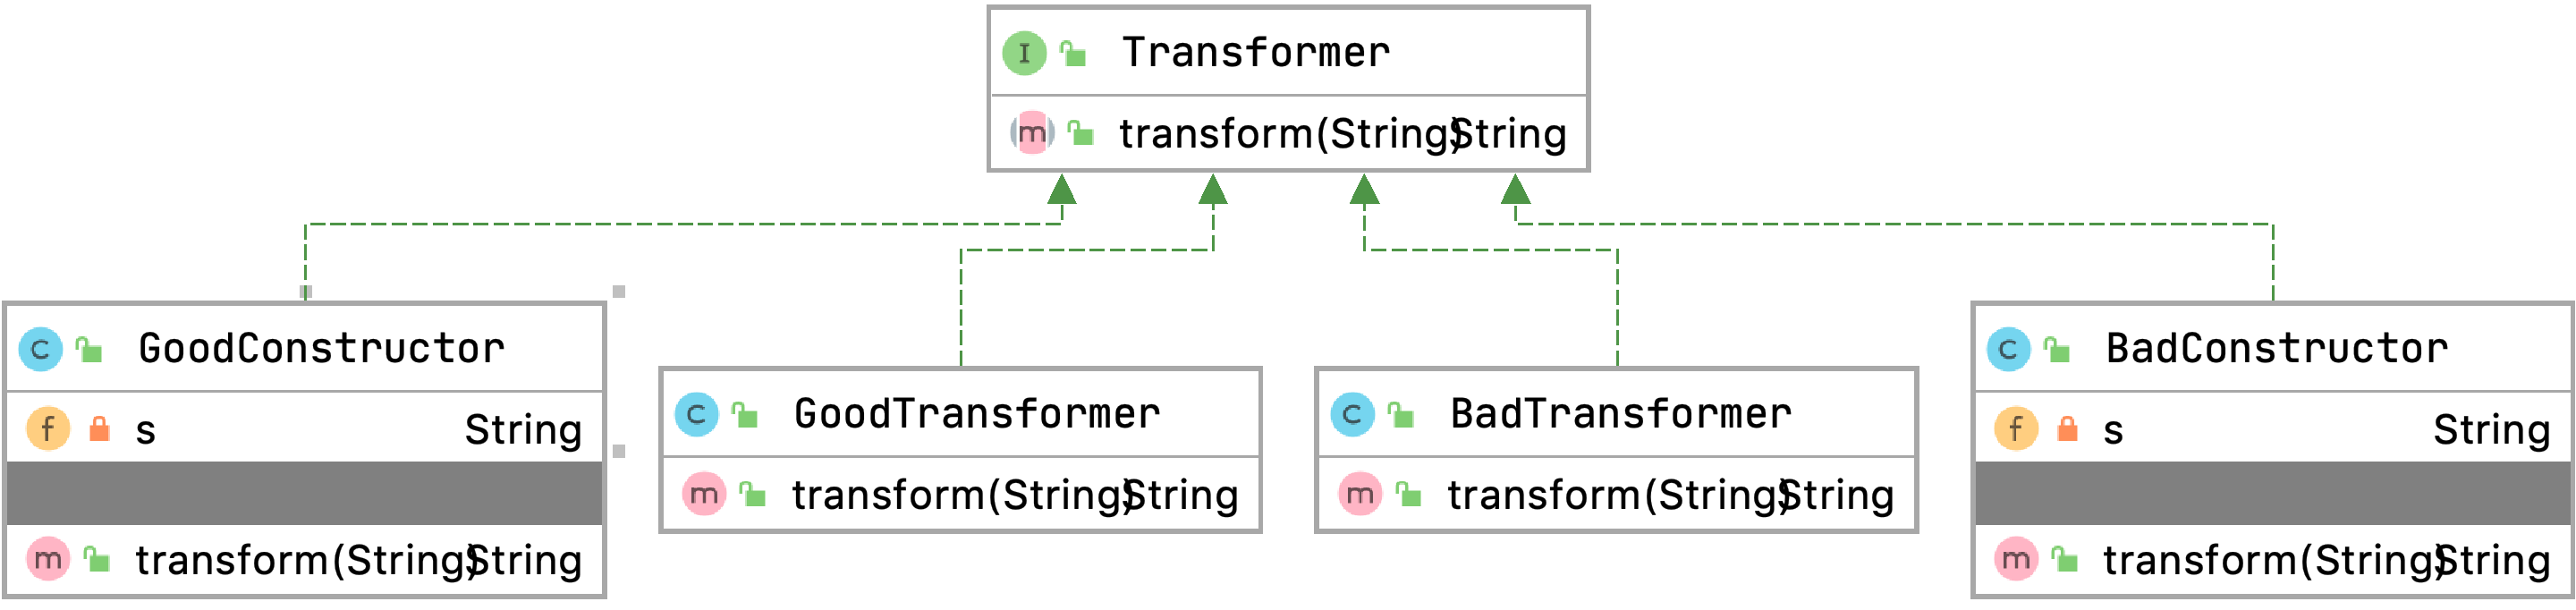 I Transformer
m transform(String) String
C GoodConstructor
f s String
m transform(String) String
C GoodTransformer
m transform(String) String
C BadTransformer
m transform(String) String
C BadConstructor
f s String
m transform(String) String